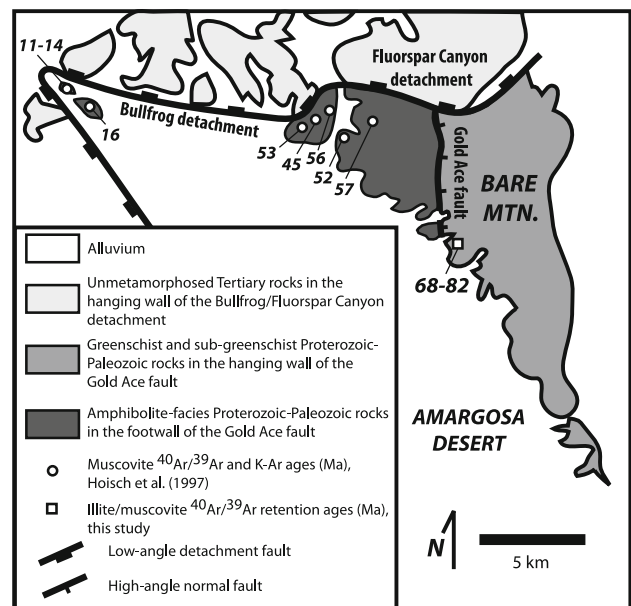 11-14
Fluorspar Canyon
detachment
Bullfrog detachment
16
53
45
56
52
57
Gold Ace fault
BARE
MTN.
68-82
Alluvium
Unmetamorphosed Tertiary rocks in the
hanging wall of the Bullfrog/Fluorspar Canyon
detachment
Greenschist and sub-greenschist Proterozoic-
Paleozoic rocks in the hanging wall of the
Gold Ace fault
Amphibolite-facies Proterozoic-Paleozoic rocks
in the footwall of the Gold Ace fault
Muscovite 40Ar/39Ar and K-Ar ages (Ma),
Hoisch et al. (1997)
Illite/muscovite 40Ar/39Ar retention ages (Ma),
this study
Low-angle detachment fault
High-angle normal fault
AMARGOSA
DESERT
N
5 km